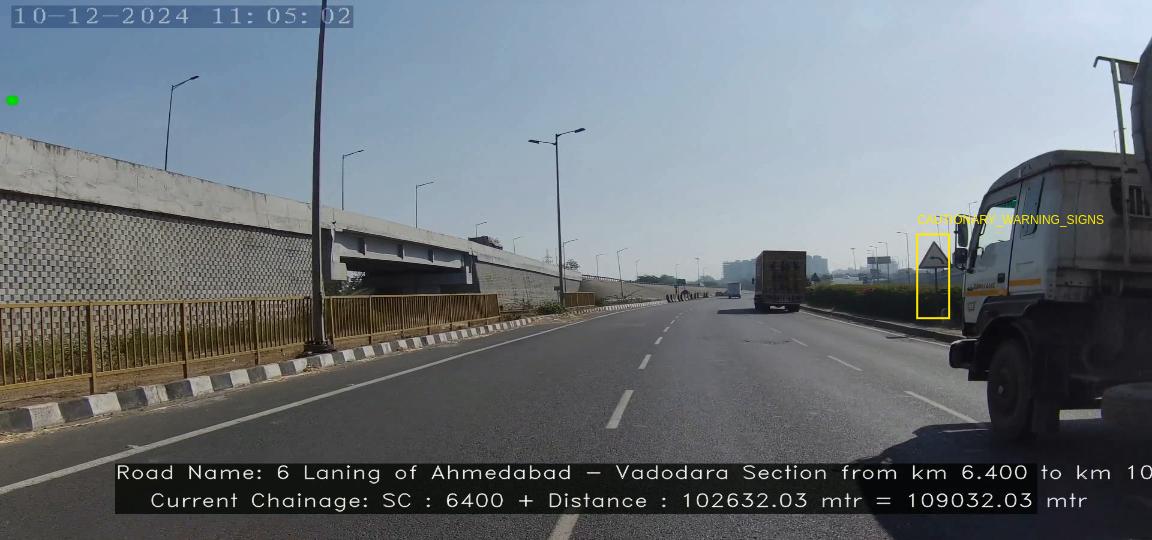 10-12-2024 11:05:02
CAUTIONARY_WARNING_SIGNS
Road Name: 6 Laning of Ahmedabad - Vadodara Section from km 6.400 to km 10
Current Chainage: SC : 6400 + Distance : 102632.03 mtr = 109032.03 mtr